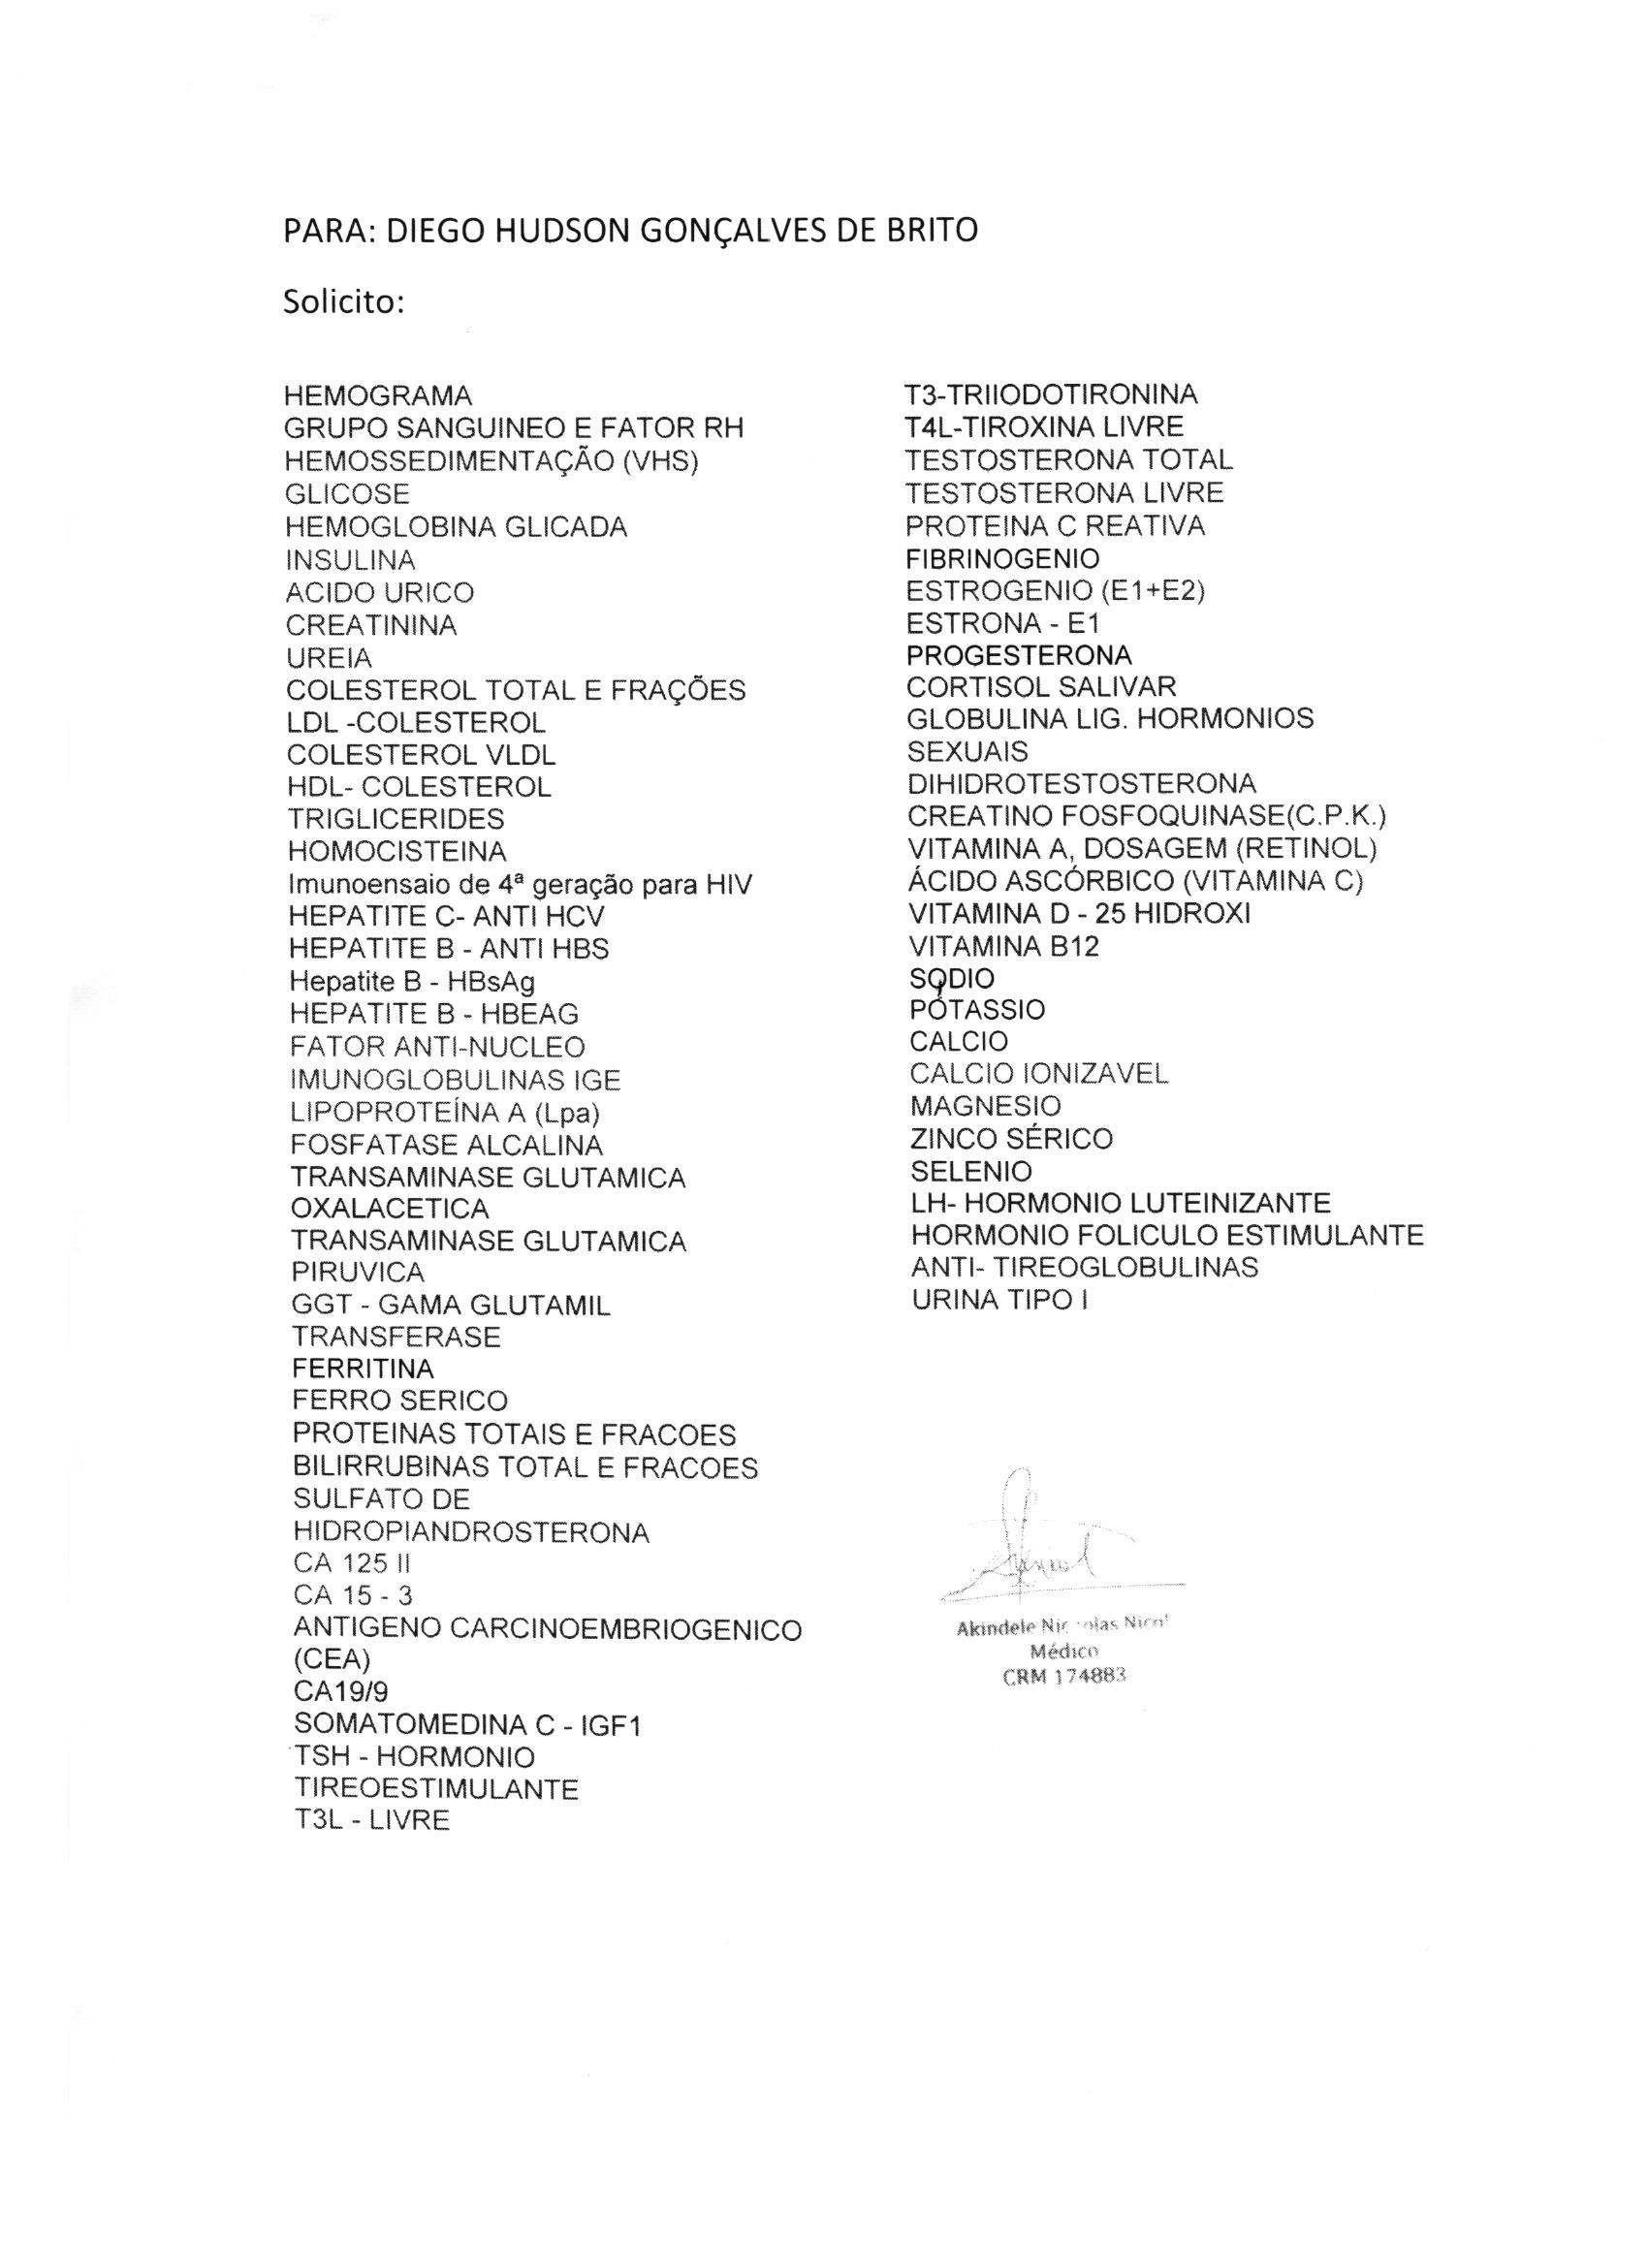 PARA: DIEGO HUDSON GONÇALVES DE BRITO
Solicito:
HEMOGRAMA
GRUPO SANGUINEO E FATOR RH
HEMOSSEDIMENTAÇÃO (VHS)
GLICOSE
HEMOGLOBINA GLICADA
INSULINA
ACIDO URICO
CREATININA
UREIA
COLESTEROL TOTAL E FRAÇÕES
LDL -COLESTEROL
COLESTEROL VLDL
HDL- COLESTEROL
TRIGLICERIDES
HOMOCISTEINA
Imunoensaio de 4ª geração para HIV
HEPATITE C- ANTI HCV
HEPATITE B - ANTI HBS
Hepatite B - HBsAg
HEPATITE B - HBEAG
FATOR ANTI-NUCLEO
IMUNOGLOBULINAS IGE
LIPOPROTEÍNA A (Lpa)
FOSFATASE ALCALINA
TRANSAMINASE GLUTAMICA
OXALACETICA
TRANSAMINASE GLUTAMICA
PIRUVICA
GGT - GAMA GLUTAMIL
TRANSFERASE
FERRITINA
FERRO SERICO
PROTEINAS TOTAIS E FRACOES
BILIRRUBINAS TOTAL E FRACOES
SULFATO DE
HIDROPIANDROSTERONA
CA 125 II
CA 15 - 3
ANTIGENO CARCINOEMBRIOGENICO
(CEA)
CA19/9
SOMATOMEDINA C - IGF1
TSH - HORMONIO
TIREOESTIMULANTE
T3L - LIVRE
T3-TRIIODOTIRONINA
T4L-TIROXINA LIVRE
TESTOSTERONA TOTAL
TESTOSTERONA LIVRE
PROTEINA C REATIVA
FIBRINOGENIO
ESTROGENIO (E1+E2)
ESTRONA - E1
PROGESTERONA
CORTISOL SALIVAR
GLOBULINA LIG. HORMONIOS
SEXUAIS
DIHIDROTESTOSTERONA
CREATINO FOSFOQUINASE(C.P.K.)
VITAMINA A, DOSAGEM (RETINOL)
ÁCIDO ASCÓRBICO (VITAMINA C)
VITAMINA D - 25 HIDROXI
VITAMINA B12
SODIO
POTASSIO
CALCIO
CALCIO IONIZAVEL
MAGNESIO
ZINCO SÉRICO
SELENIO
LH- HORMONIO LUTEINIZANTE
HORMONIO FOLICULO ESTIMULANTE
ANTI- TIREOGLOBULINAS
URINA TIPO I
Akindele Nicol
Médico
CRM 174883